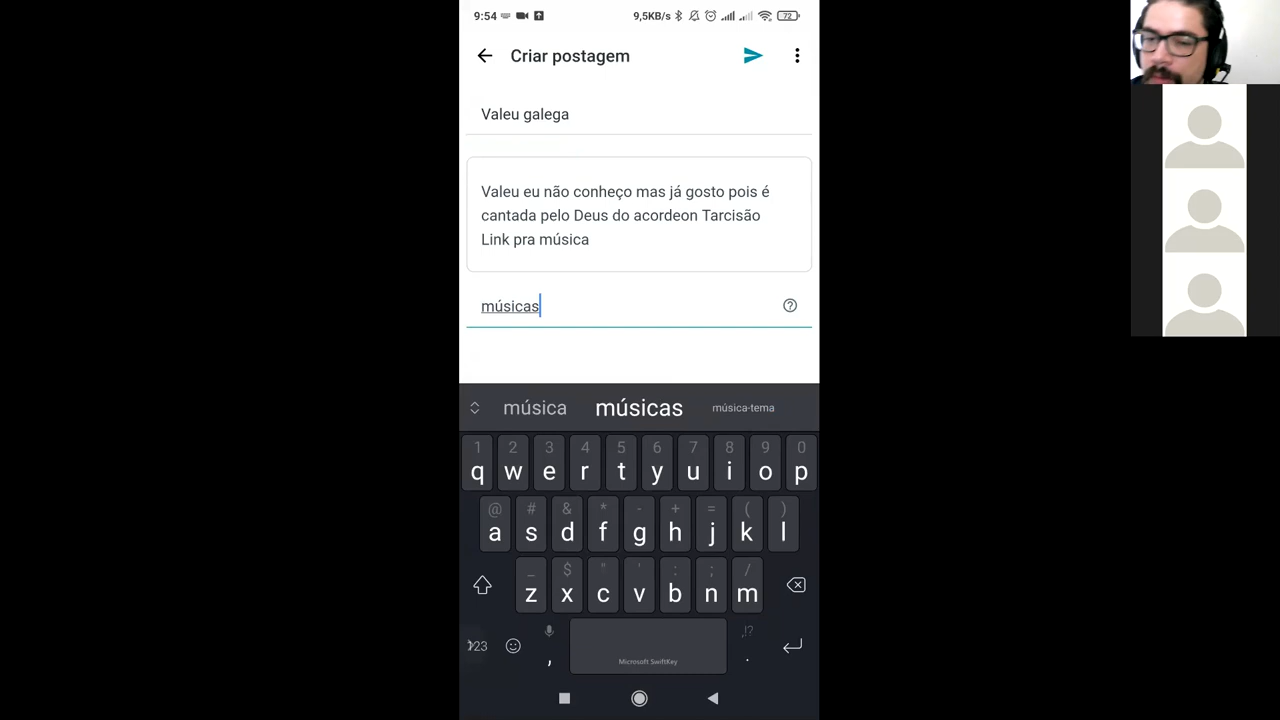 9:54 9,5KB/s 72
Criar postagem
Valeu galega
Valeu eu não conheço mas já gosto pois é
cantada pelo Deus do acordeon Tarcisão
Link pra música
músicas
música músicas música-tema
1 2 3 4 5 6 7 8 9 0
q w e r t y u i o p
@ # & * - + = ( )
a s d f g h j k l
_ $ " ' : ; /
z x c v b n m
,!?
123 , Microsoft SwiftKey .